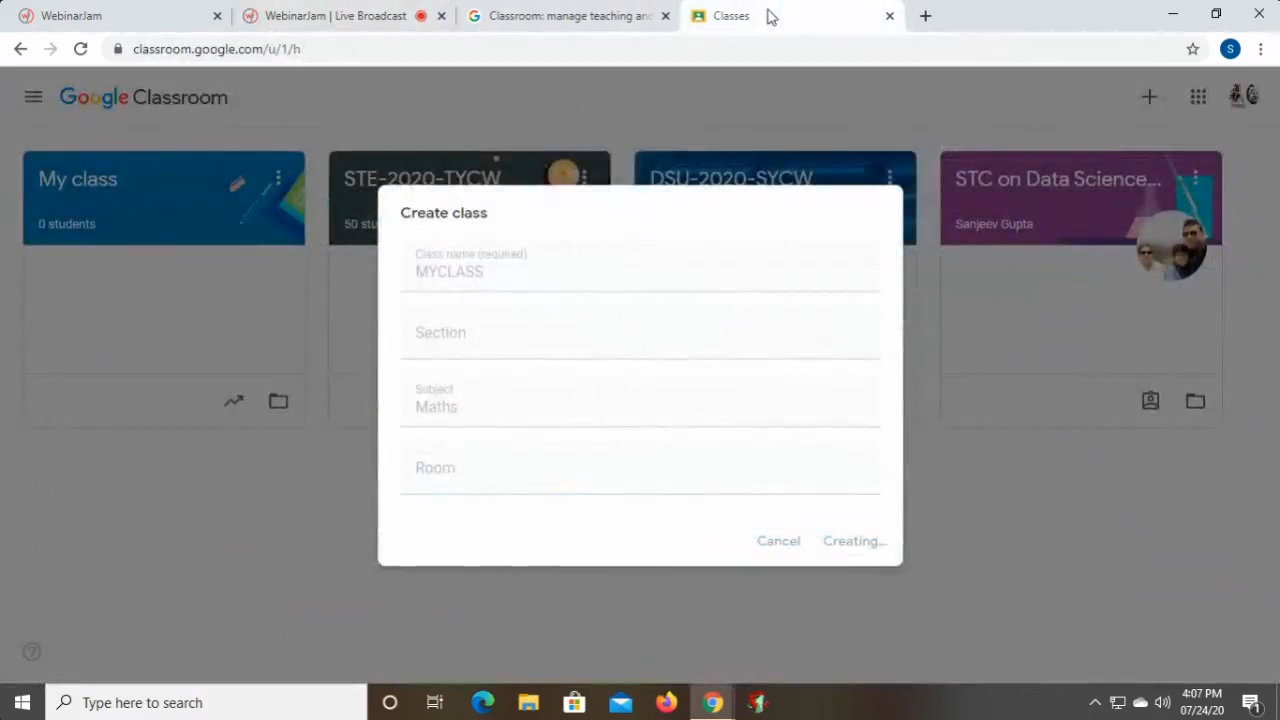 WebinarJam
WebinarJam | Live Broadcast
Classroom: manage teaching and
Classes
classroom.google.com/u/1/h
S
Google Classroom
My class
0 students
STE-2020-TYCW
50 stu
DSU-2020-SYCW
STC on Data Science...
Sanjeev Gupta
Create class
Class name (required)
MYCLASS
Section
Subject
Maths
Room
Cancel
Creating...
Type here to search
4:07 PM
07/24/20
1